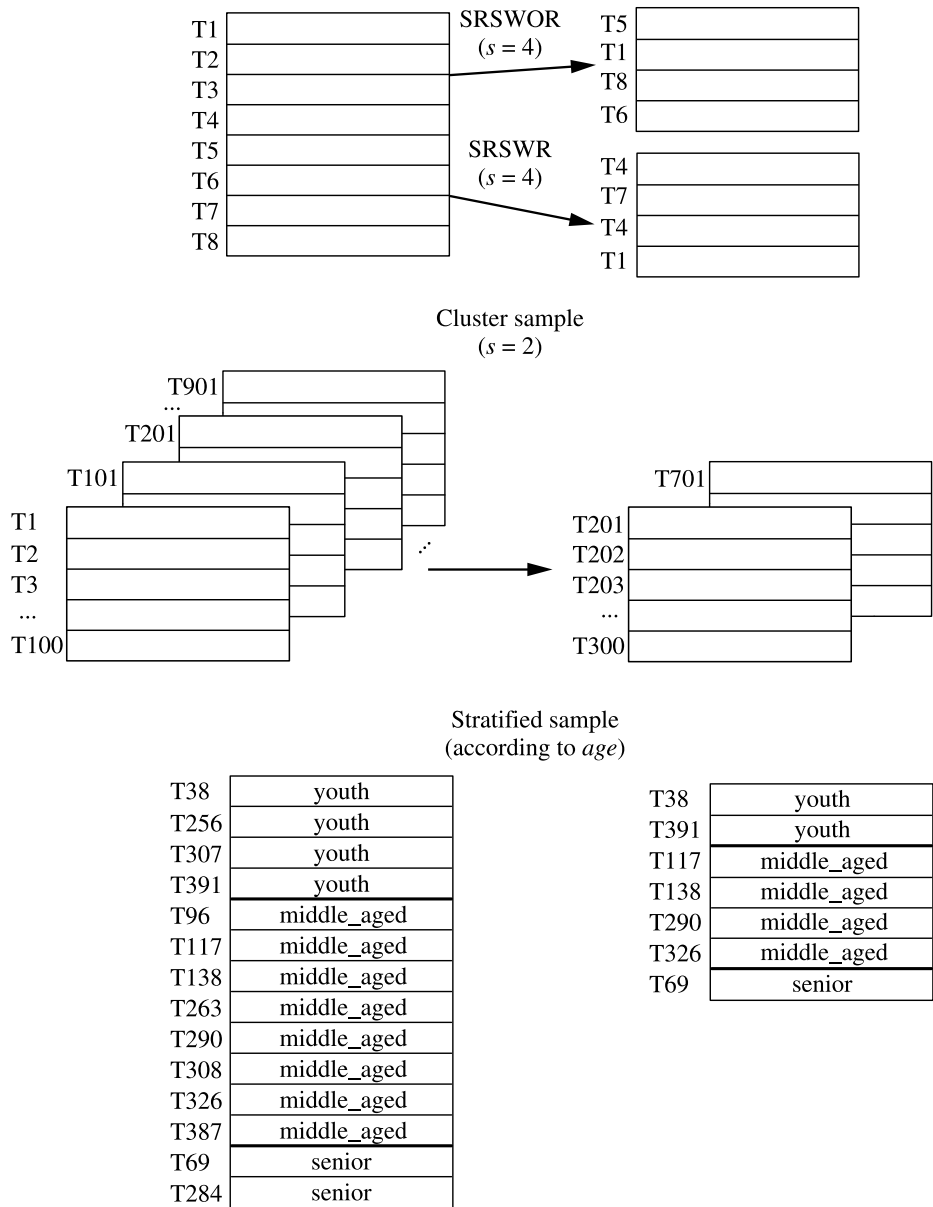 T1
T2
T3
T4
T5
T6
T7
T8
SRSWOR
(s = 4)
SRSWR
(s = 4)
T5
T1
T8
T6
T4
T7
T4
T1
Cluster sample
(s = 2)
T901
...
T201
T101
T1
T2
T3
...
T100
...
T701
T201
T202
T203
...
T300
Stratified sample
(according to age)
T38 youth
T256 youth
T307 youth
T391 youth
T96 middle_aged
T117 middle_aged
T138 middle_aged
T263 middle_aged
T290 middle_aged
T308 middle_aged
T326 middle_aged
T387 middle_aged
T69 senior
T284 senior
T38 youth
T391 youth
T117 middle_aged
T138 middle_aged
T290 middle_aged
T326 middle_aged
T69 senior